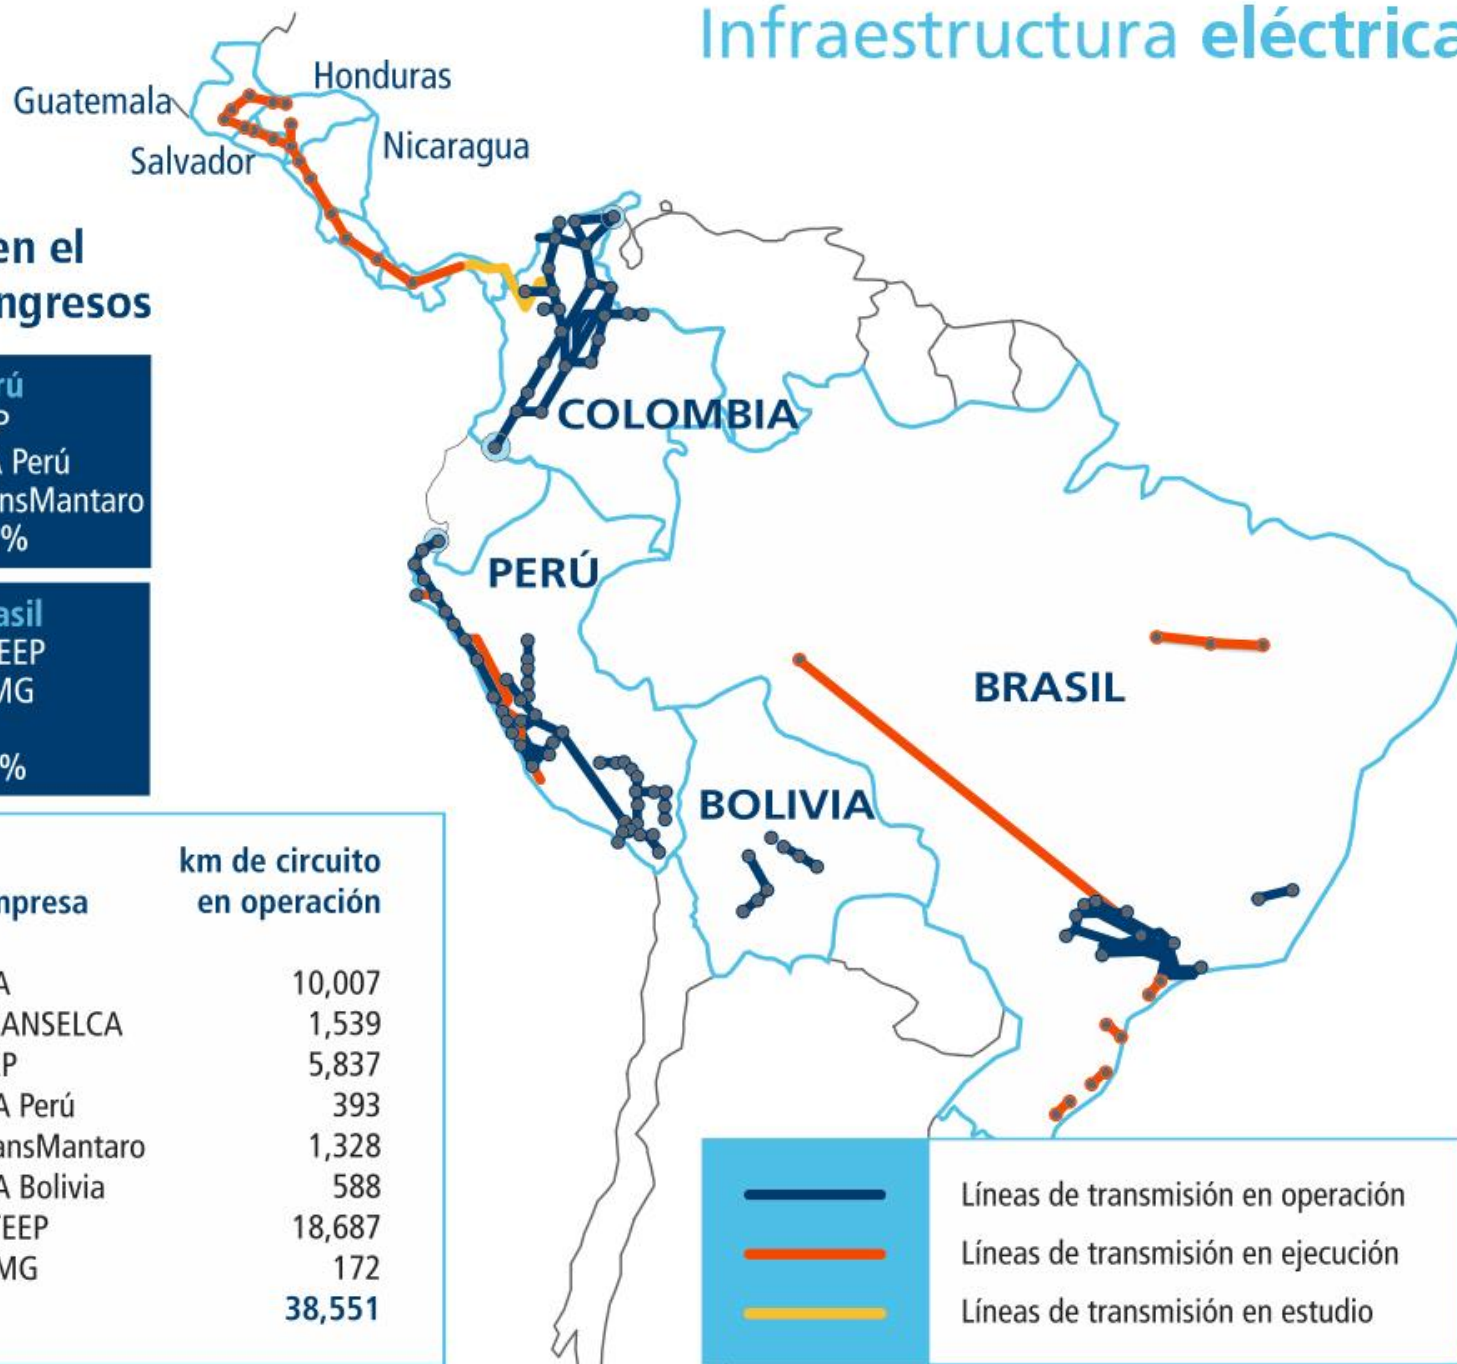 Infraestructura eléctrica
Honduras
Guatemala
Nicaragua
Salvador
en el
ngresos
rú
P
A Perú
nsMantaro
%
asil
EEP
MG
%
COLOMBIA
PERÚ
BRASIL
BOLIVIA
km de circuito
mpresa en operación
A 10,007
ANSELCA 1,539
P 5,837
A Perú 393
ansMantaro 1,328
A Bolivia 588
TEEP 18,687
MG 172
38,551
Líneas de transmisión en operación
Líneas de transmisión en ejecución
Líneas de transmisión en estudio